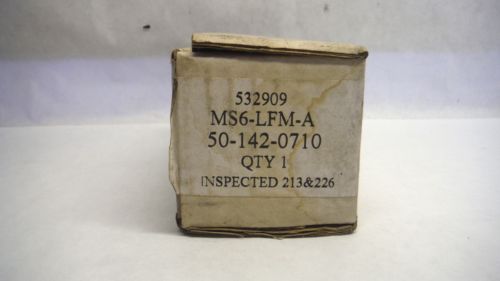 532909
MS6-LFM-A
50-142-0710
QTY 1
INSPECTED 213&226